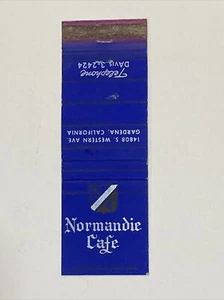 Telephone
DAvis 3-2424
14808 S. WESTERN AVE
GARDENA, CALIFORNIA
Normandie
Cafe